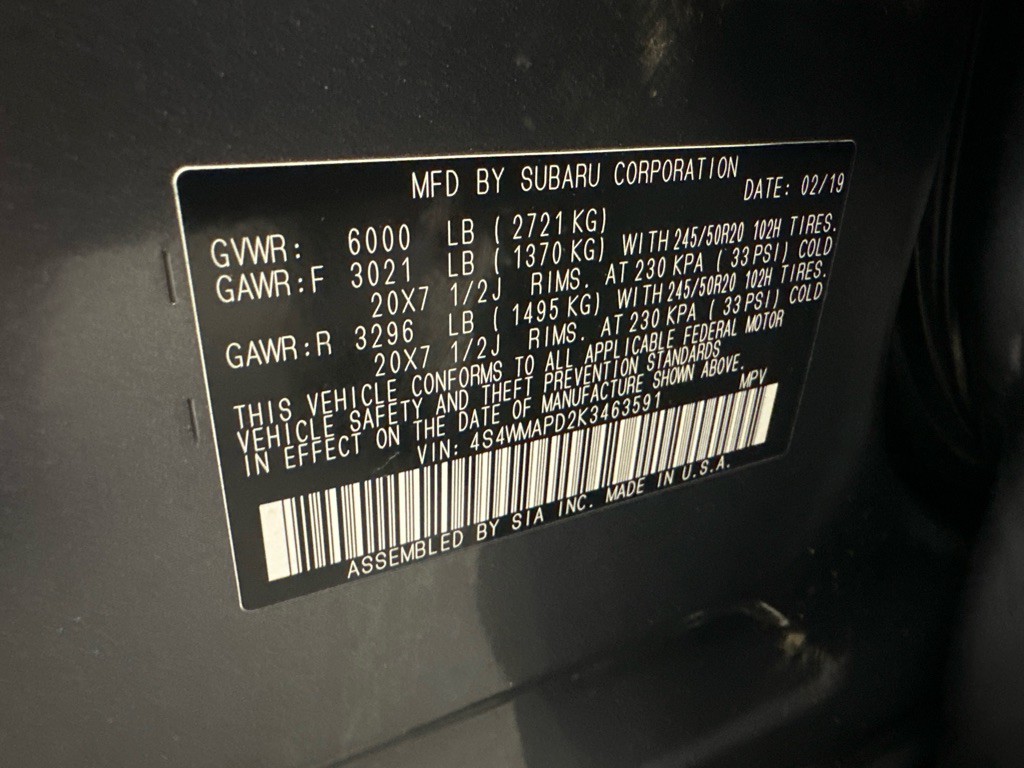 MFD BY SUBARU CORPORATION
DATE: 02/19
GVWR: 6000 LB ( 2721 KG)
GAWR:F 3021 LB ( 1370 KG) WITH 245/50R20 102H TIRES.
20X7 1/2J RIMS. AT 230 KPA ( 33 PSI) COLD
GAWR:R 3296 LB ( 1495 KG) WITH 245/50R20 102H TIRES.
20X7 1/2J RIMS. AT 230 KPA ( 33 PSI) COLD
THIS VEHICLE CONFORMS TO ALL APPLICABLE FEDERAL MOTOR
VEHICLE SAFETY AND THEFT PREVENTION STANDARDS
IN EFFECT ON THE DATE OF MANUFACTURE SHOWN ABOVE.
VIN: 4S4WMAPD2K3463591 MPV
ASSEMBLED BY SIA INC. MADE IN U.S.A.